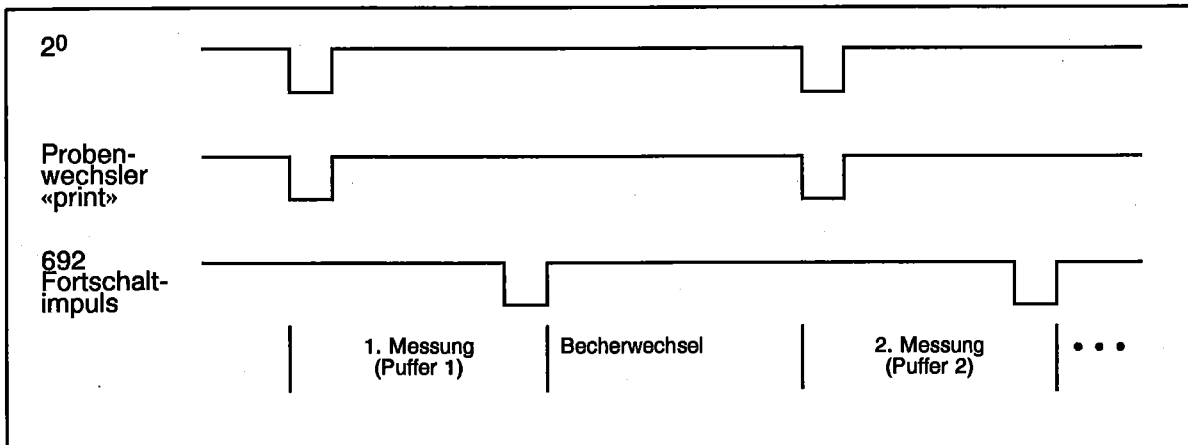 2⁰
Proben-
wechsler
«print»
692
Fortschalt-
impuls
1. Messung
(Puffer 1)
Becherwechsel
2. Messung
(Puffer 2)
• • •